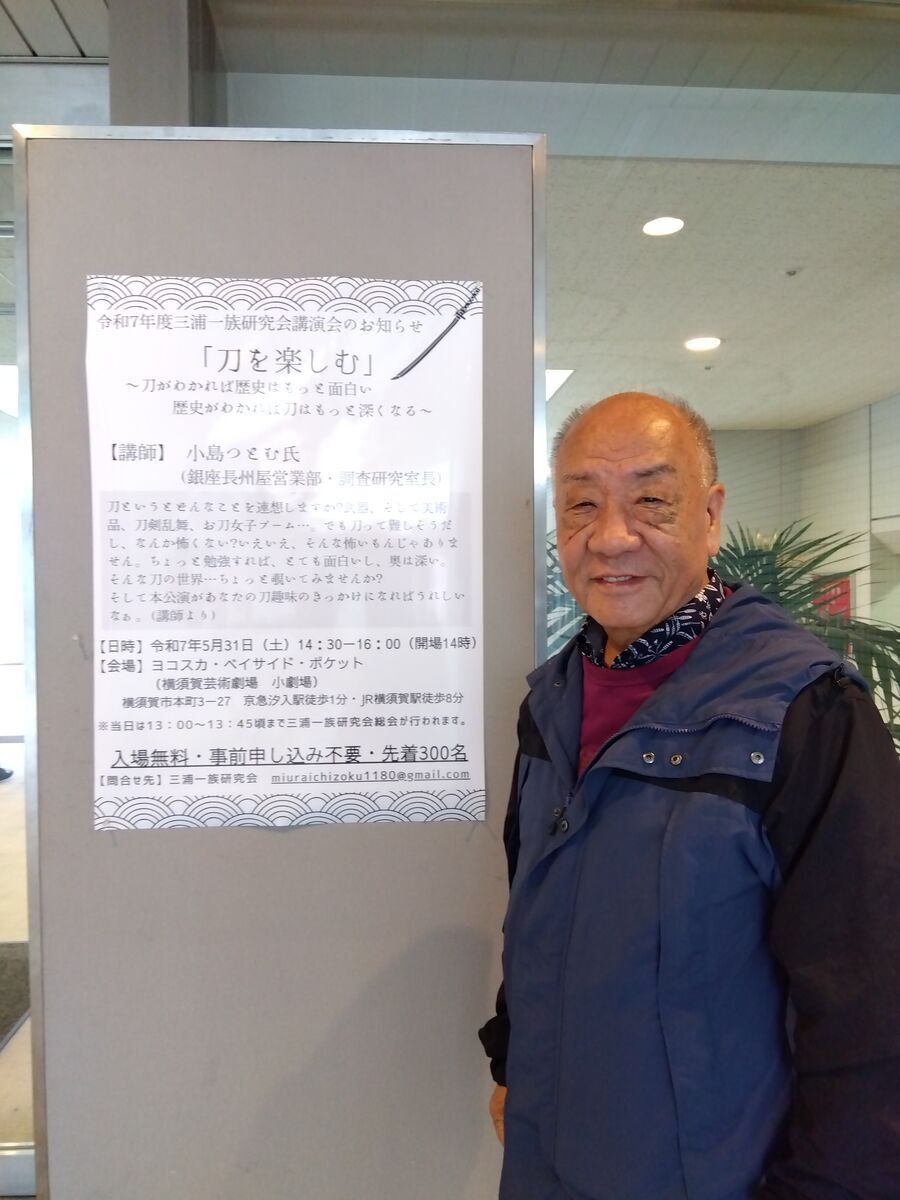 令和7年度三浦一族研究会講演会のお知らせ
「刀を楽しむ」
～刀がわかれば歴史はもっと面白い
歴史がわかれば刀はもっと深くなる～
【講師】 小島つとむ氏
(銀座長州屋営業部・調査研究室長)
刀というとどんなことを連想しますか?武器、そして美術
品、刀剣乱舞、お刀女子ブーム…。でも刀って難しそうだ
し、なんか怖くない?いえいえ、そんな怖いもんじゃありま
せん。ちょっと勉強すれば、とても面白いし、奥は深い。
そんな刀の世界…ちょっと覗いてみませんか?
そして本公演があなたの刀趣味のきっかけになればうれしい
なぁ。(講師より)
【日時】令和7年5月31日（土）14：30－16：00（開場14時）
【会場】ヨコスカ・ベイサイド・ポケット
（横須賀芸術劇場 小劇場）
横須賀市本町3－27 京急汐入駅徒歩1分・JR横須賀駅徒歩8分
※当日は13：00～13：45頃まで三浦一族研究会総会が行われます。
入場無料・事前申し込み不要・先着300名
【問合せ先】三浦一族研究会 miuraichizoku1180@gmail.com